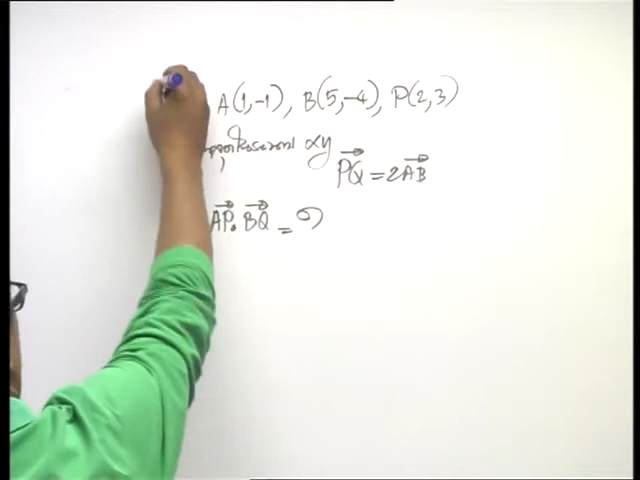 A(1,-1), B(5,-4), P(2,3)
xy
PQ⃗ = 2AB⃗
AP⃗ . BQ⃗ =